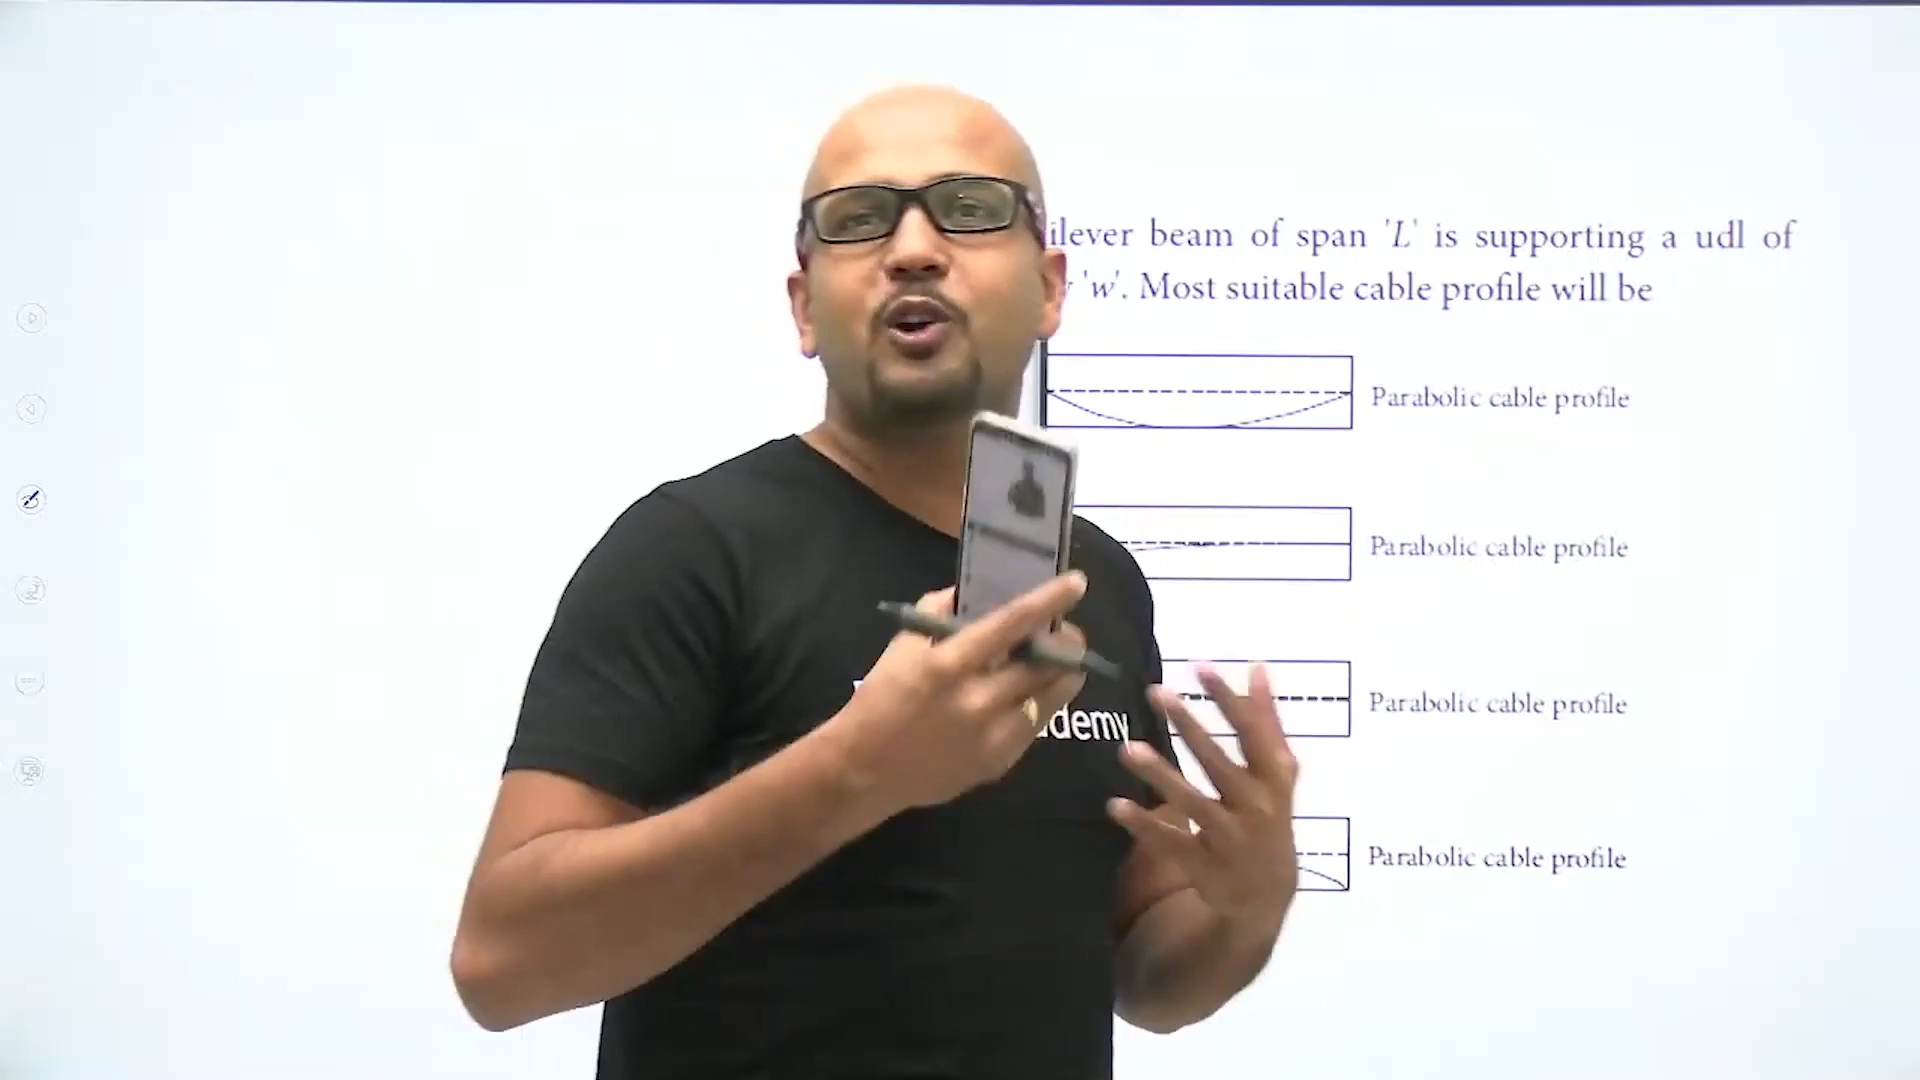 ilever beam of span 'L' is supporting a udl of
'w'. Most suitable cable profile will be
Parabolic cable profile
Parabolic cable profile
Parabolic cable profile
Parabolic cable profile
ademy